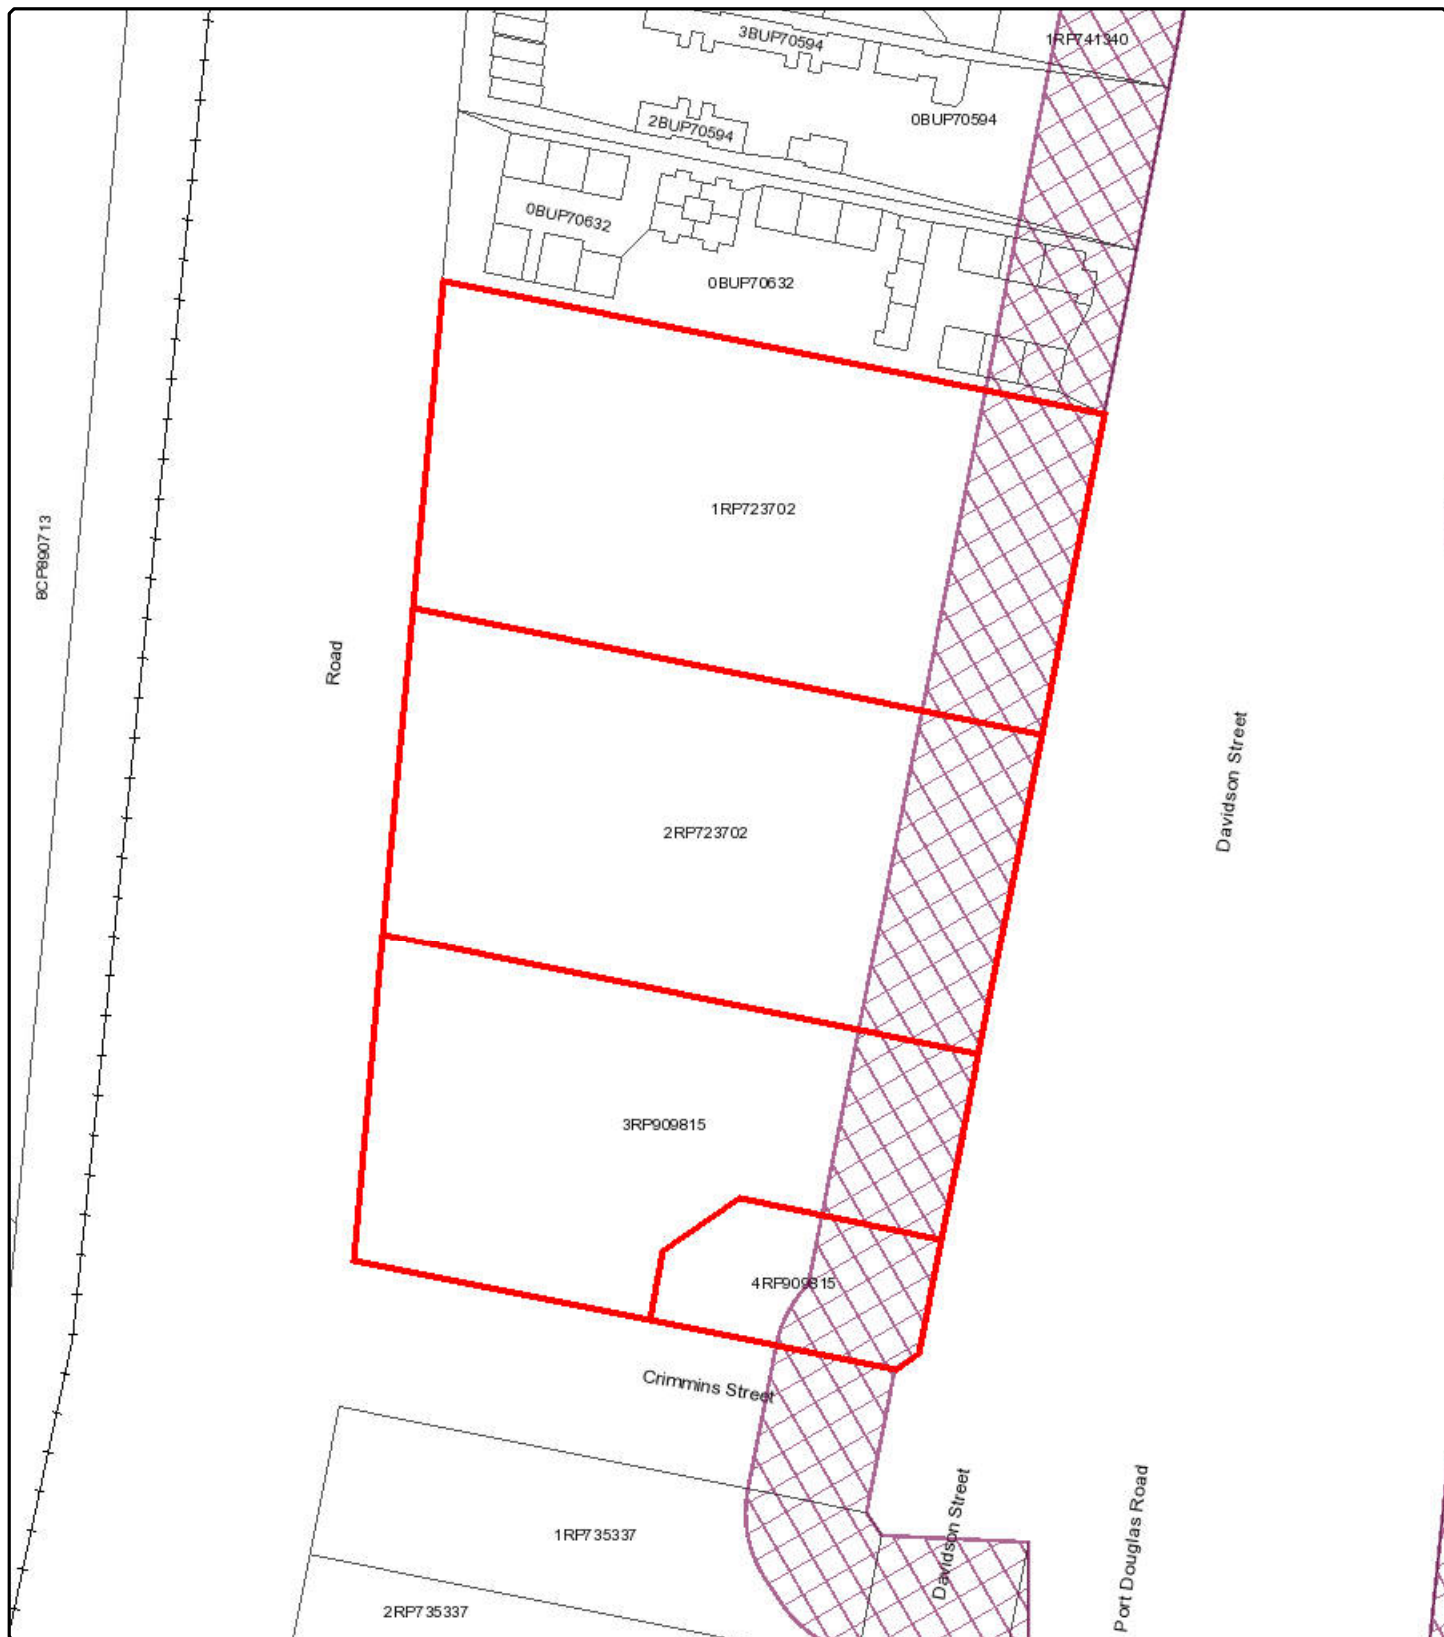 3BUP70594
1RP741340
2BUP70594
0BUP70594
0BUP70632
0BUP70632
1RP723702
8CP890713
Road
Davidson Street
2RP723702
3RP909815
4RP909815
Crimmins Street
Davidson Street
Port Douglas Road
1RP735337
2RP735337